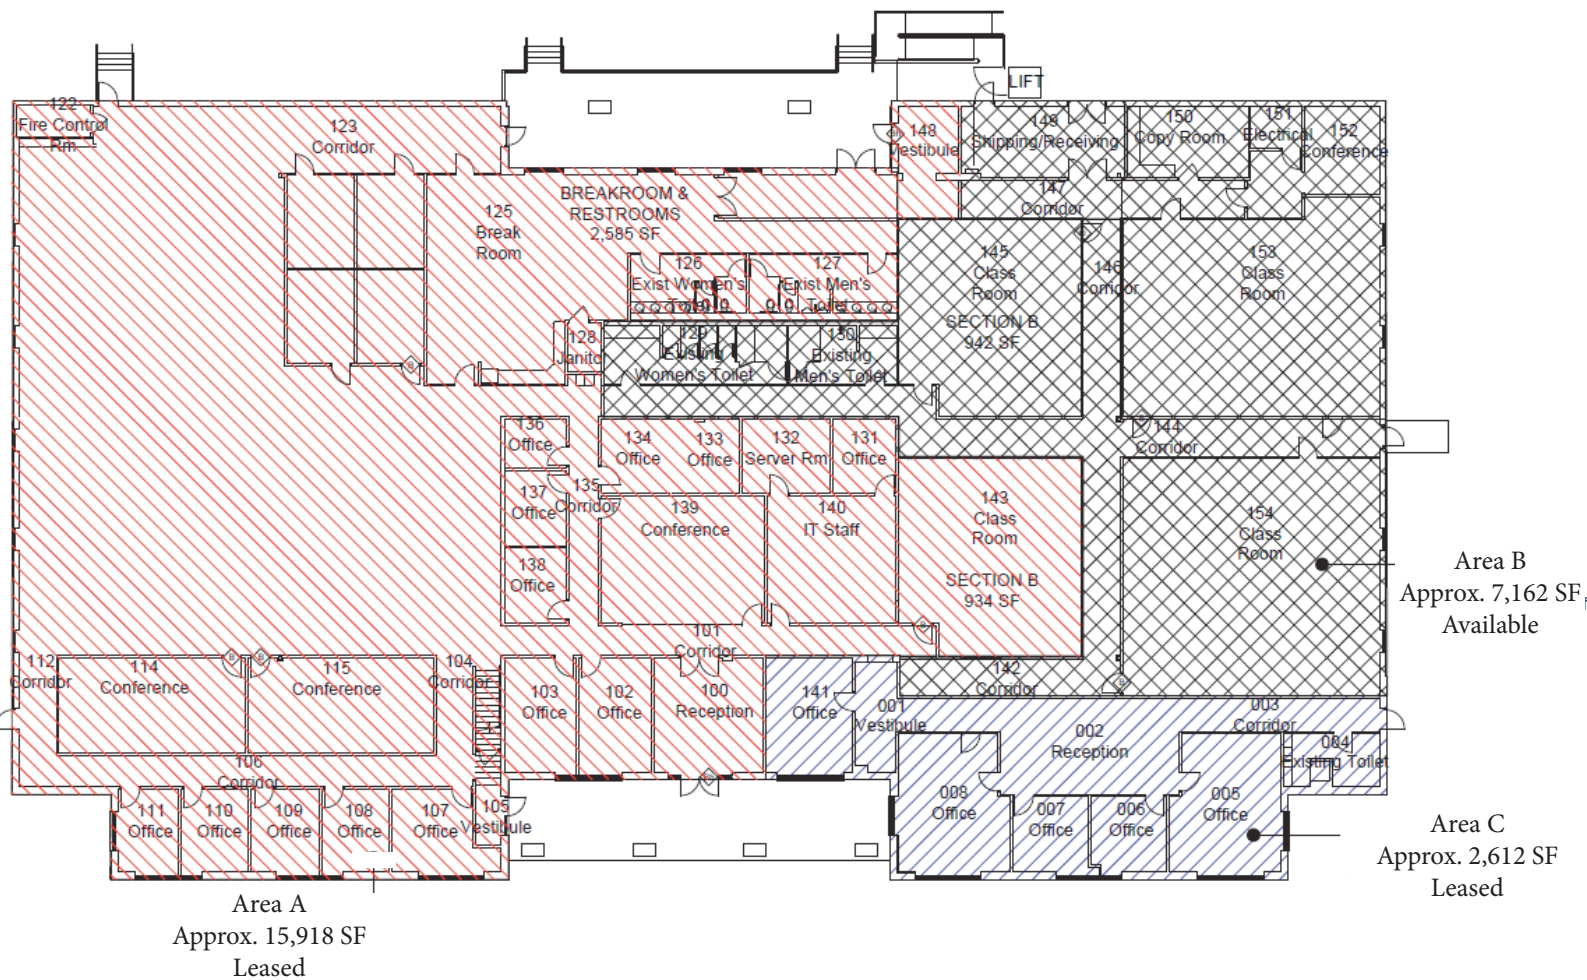 LIFT
122
Fire Control
Rm
123
Corridor
148
Vestibule
149
Shipping/Receiving
150
Copy Room
151
Electrical
152
Conference
147
Corridor
BREAKROOM &
RESTROOMS
2,585 SF
125
Break
Room
126
Exist Women's
Toilet
127
Exist Men's
Toilet
145
Class
Room
SECTION B
942 SF
146
Corridor
153
Class
Room
128
Janitor
129
Existing
Women's Toilet
130
Existing
Men's Toilet
136
Office
134
Office
133
Office
132
Server Rm
131
Office
144
Corridor
137
Office
135
Corridor
139
Conference
140
IT Staff
143
Class
Room
SECTION B
934 SF
154
Class
Room
138
Office
Area B
Approx. 7,162 SF
Available
101
Corridor
112
Corridor
114
Conference
115
Conference
104
Corridor
103
Office
102
Office
100
Reception
141
Office
001
Vestibule
142
Corridor
002
Reception
003
Corridor
004
Existing Toilet
106
Corridor
111
Office
110
Office
109
Office
108
Office
107
Office
105
Vestibule
008
Office
007
Office
006
Office
005
Office
Area C
Approx. 2,612 SF
Leased
Area A
Approx. 15,918 SF
Leased